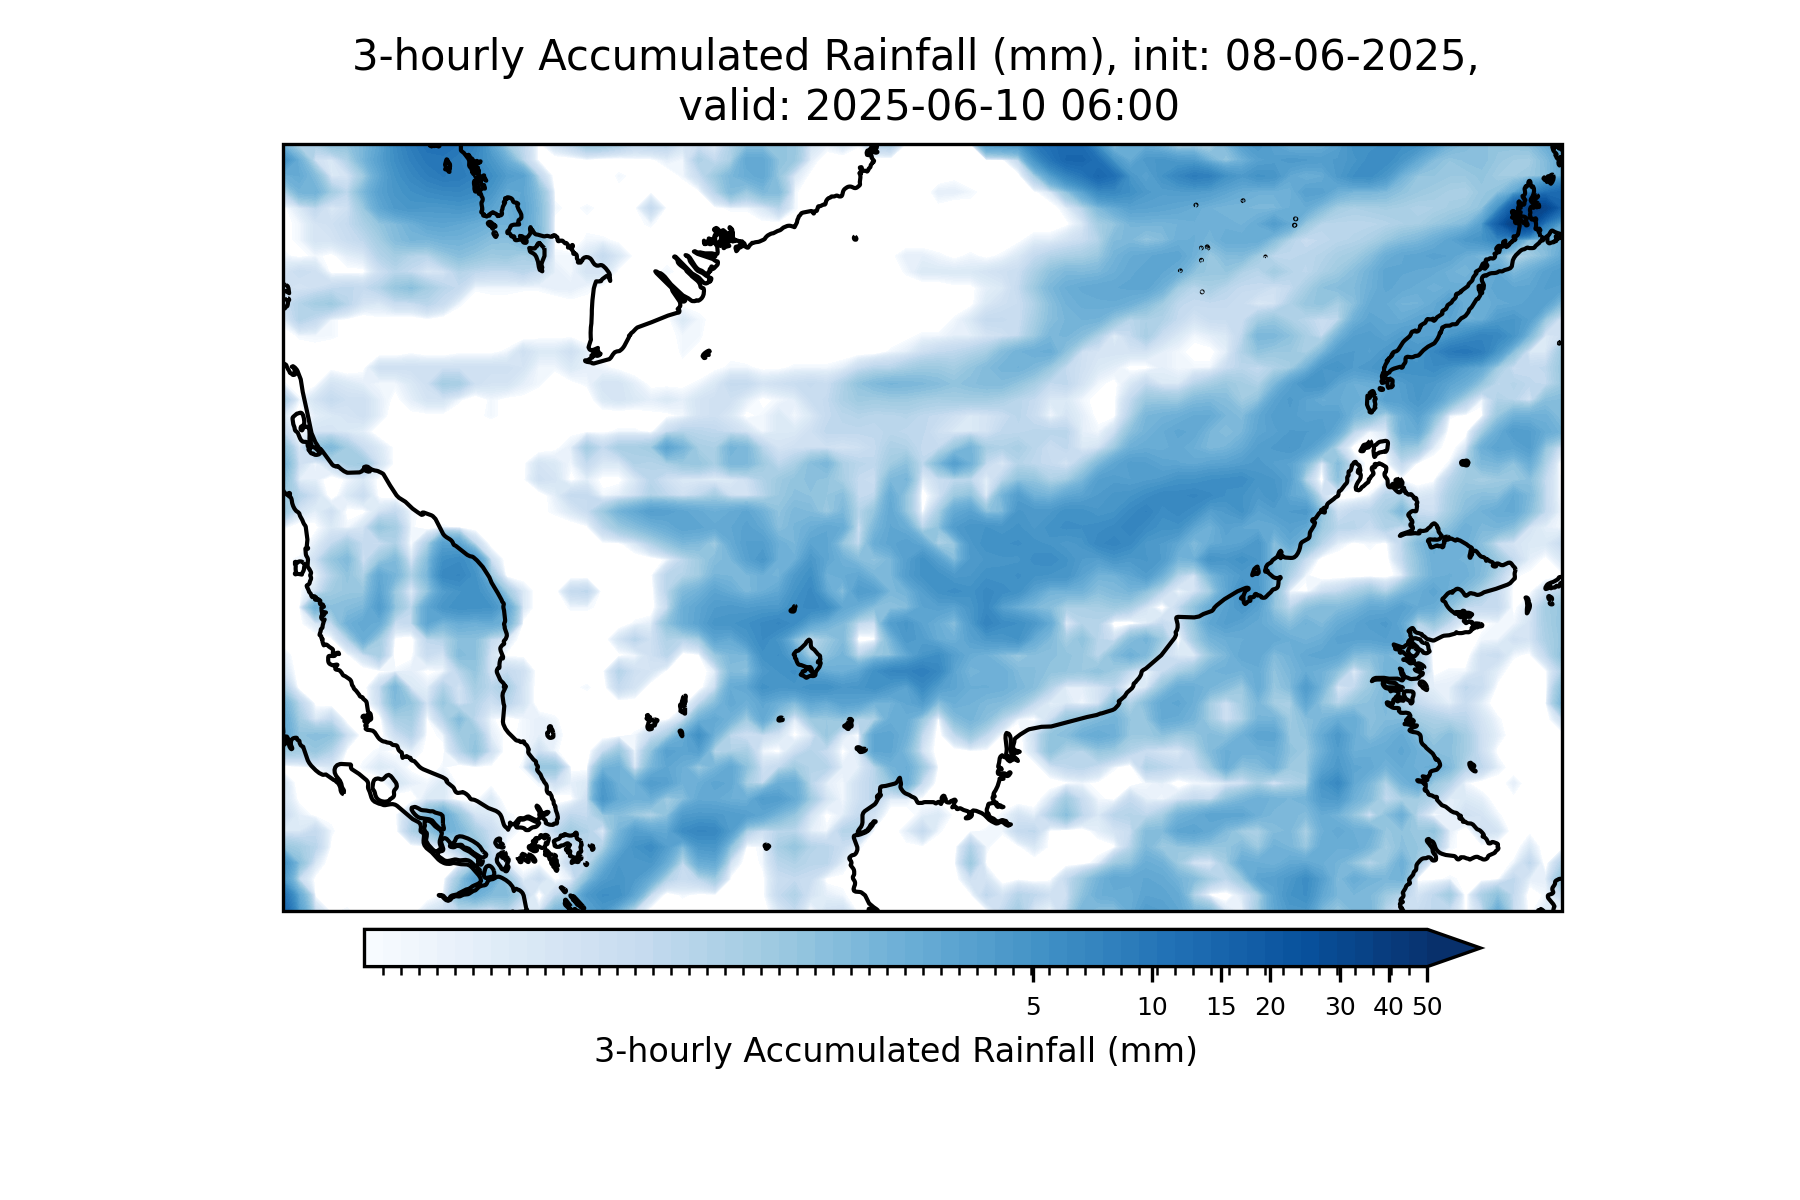 3-hourly Accumulated Rainfall (mm), init: 08-06-2025,
valid: 2025-06-10 06:00
5 10 15 20 30 40 50
3-hourly Accumulated Rainfall (mm)